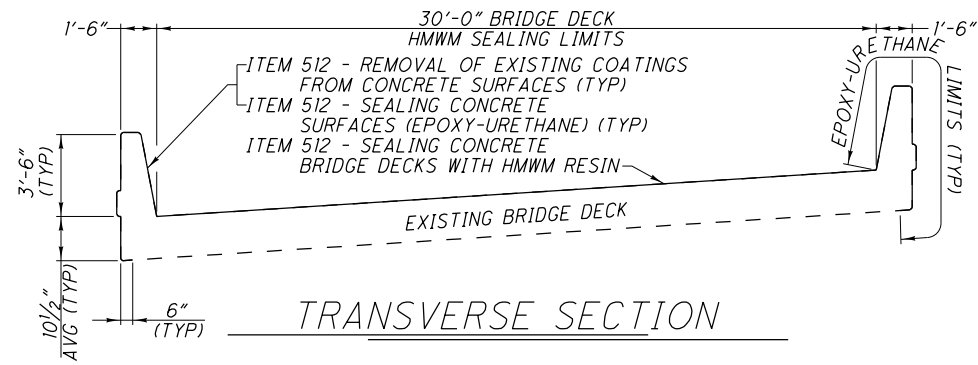 30'-0" BRIDGE DECK
1'-6"
1'-6"
HMWM SEALING LIMITS
ITEM 512 - REMOVAL OF EXISTING COATINGS
FROM CONCRETE SURFACES (TYP)
ITEM 512 - SEALING CONCRETE
SURFACES (EPOXY-URETHANE) (TYP)
ITEM 512 - SEALING CONCRETE
BRIDGE DECKS WITH HMWM RESIN
EPOXY-URETHANE
LIMITS (TYP)
3'-6"
(TYP)
EXISTING BRIDGE DECK
10½"
AVG (TYP)
6"
(TYP)
TRANSVERSE SECTION